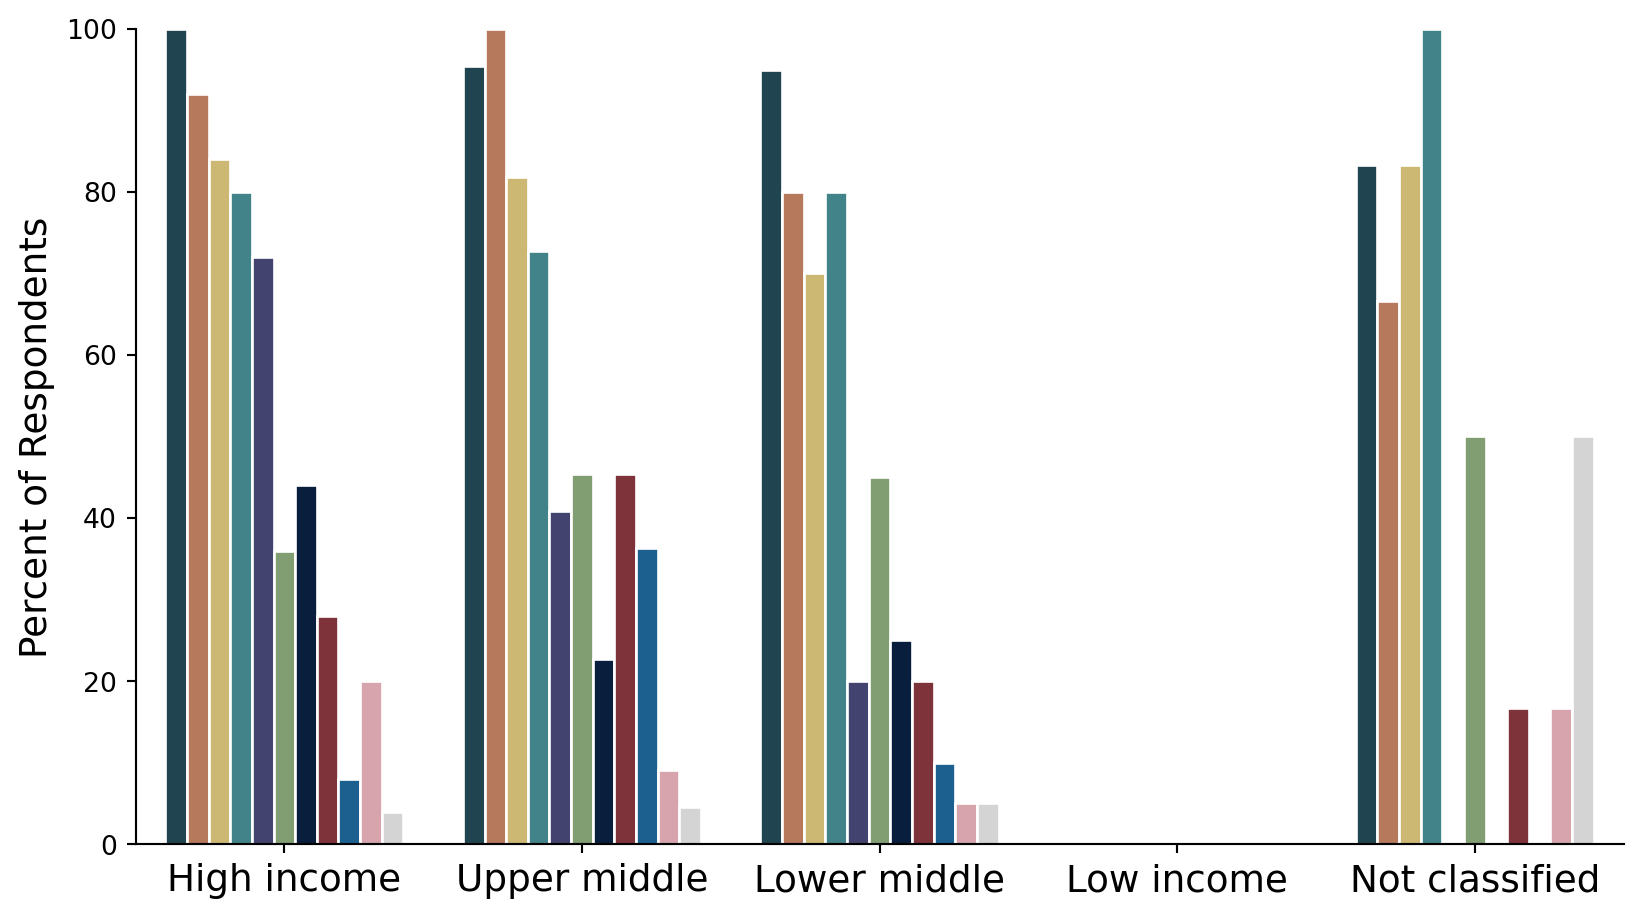 Percent of Respondents
100
80
60
40
20
0
High income
Upper middle
Lower middle
Low income
Not classified